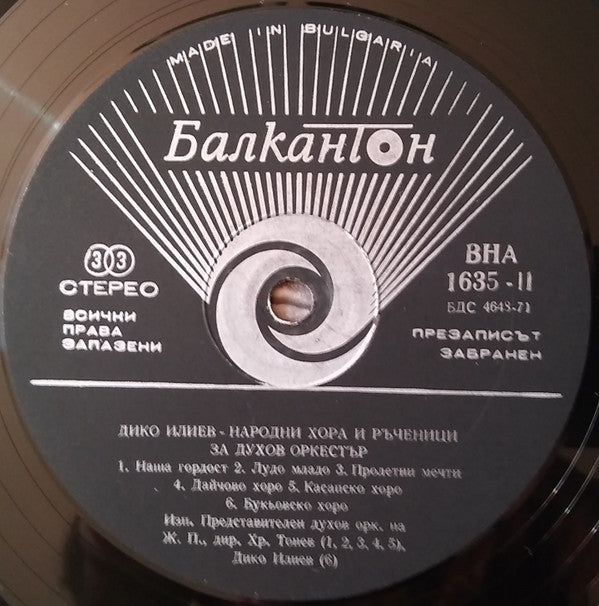 MADE IN BULGARIA
Балкантон
33
СТЕРЕО
ВСИЧКИ
ПРАВА
ЗАПАЗЕНИ
ВНА
1635-II
БДС 4648-71
ПРЕЗАПИСЪТ
ЗАБРАНЕН
ДИКО ИЛИЕВ - НАРОДНИ ХОРА И РЪЧЕНИЦИ
ЗА ДУХОВ ОРКЕСТЪР
1. Наша гордост 2. Лудо младо 3. Пролетни мечти
4. Дайчово хоро 5. Касанско хоро
6. Букьовско хоро
Изп. Представителен духов орк. на
Ж. П., дир. Хр. Тонев (1, 2, 3, 4, 5),
Дико Илиев (6)